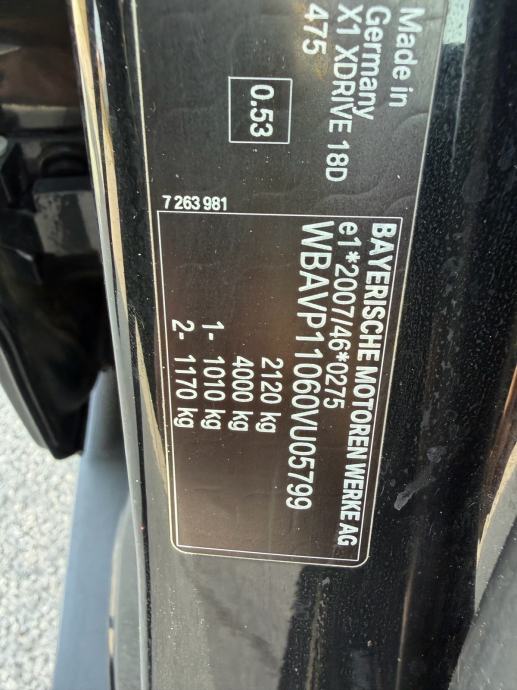 Made in
Germany
X1 XDRIVE 18D
475
0.53
7 263 981
BAYERISCHE MOTOREN WERKE AG
e1*2007/46*0275
WBAVP11060VU05799
2120 kg
4000 kg
1- 1010 kg
2- 1170 kg